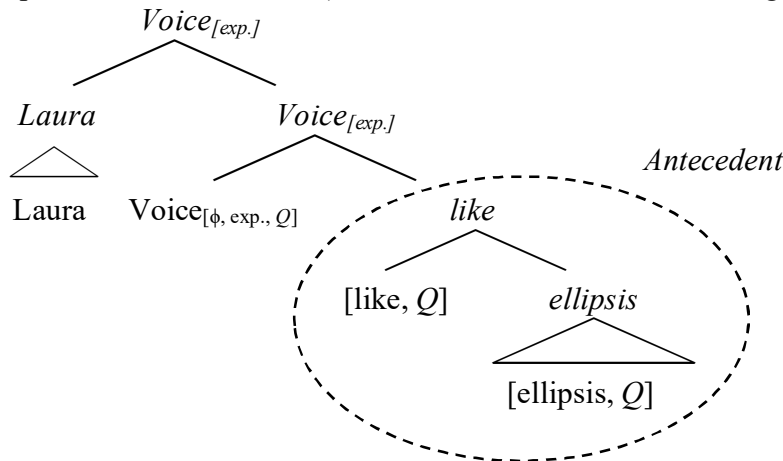 Voice[exp.]
Laura Voice[exp.]
Antecedent
Laura Voice[ϕ, exp., Q] like
[like, Q] ellipsis
[ellipsis, Q]